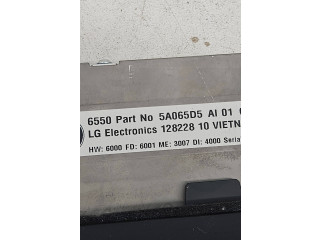 6550 Part No 5A065D5 AI 01
LG Electronics 128228 10 VIETN
HW: 6000 FD: 6001 ME: 3007 DI: 4000 Serial